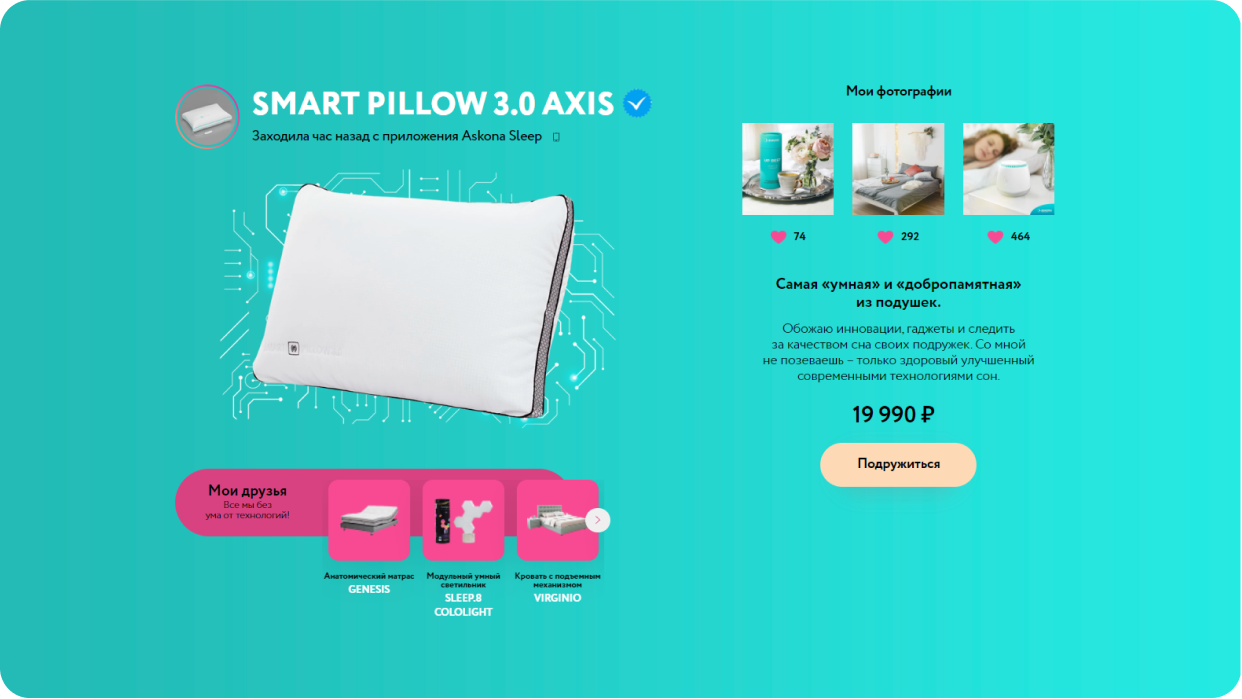 SMART PILLOW 3.0 AXIS
Заходила час назад с приложения Askona Sleep
Мои друзья
Все мы без
ума от технологий!
Анатомический матрас
GENESIS
Модульный умный
светильник
SLEEP.8
COLOLIGHT
Кровать с подъемным
механизмом
VIRGINIO
Мои фотографии
74
292
464
Самая «умная» и «добропамятная»
из подушек.
Обожаю инновации, гаджеты и следить
за качеством сна своих подружек. Со мной
не позеваешь – только здоровый улучшенный
современными технологиями сон.
19 990 ₽
Подружиться